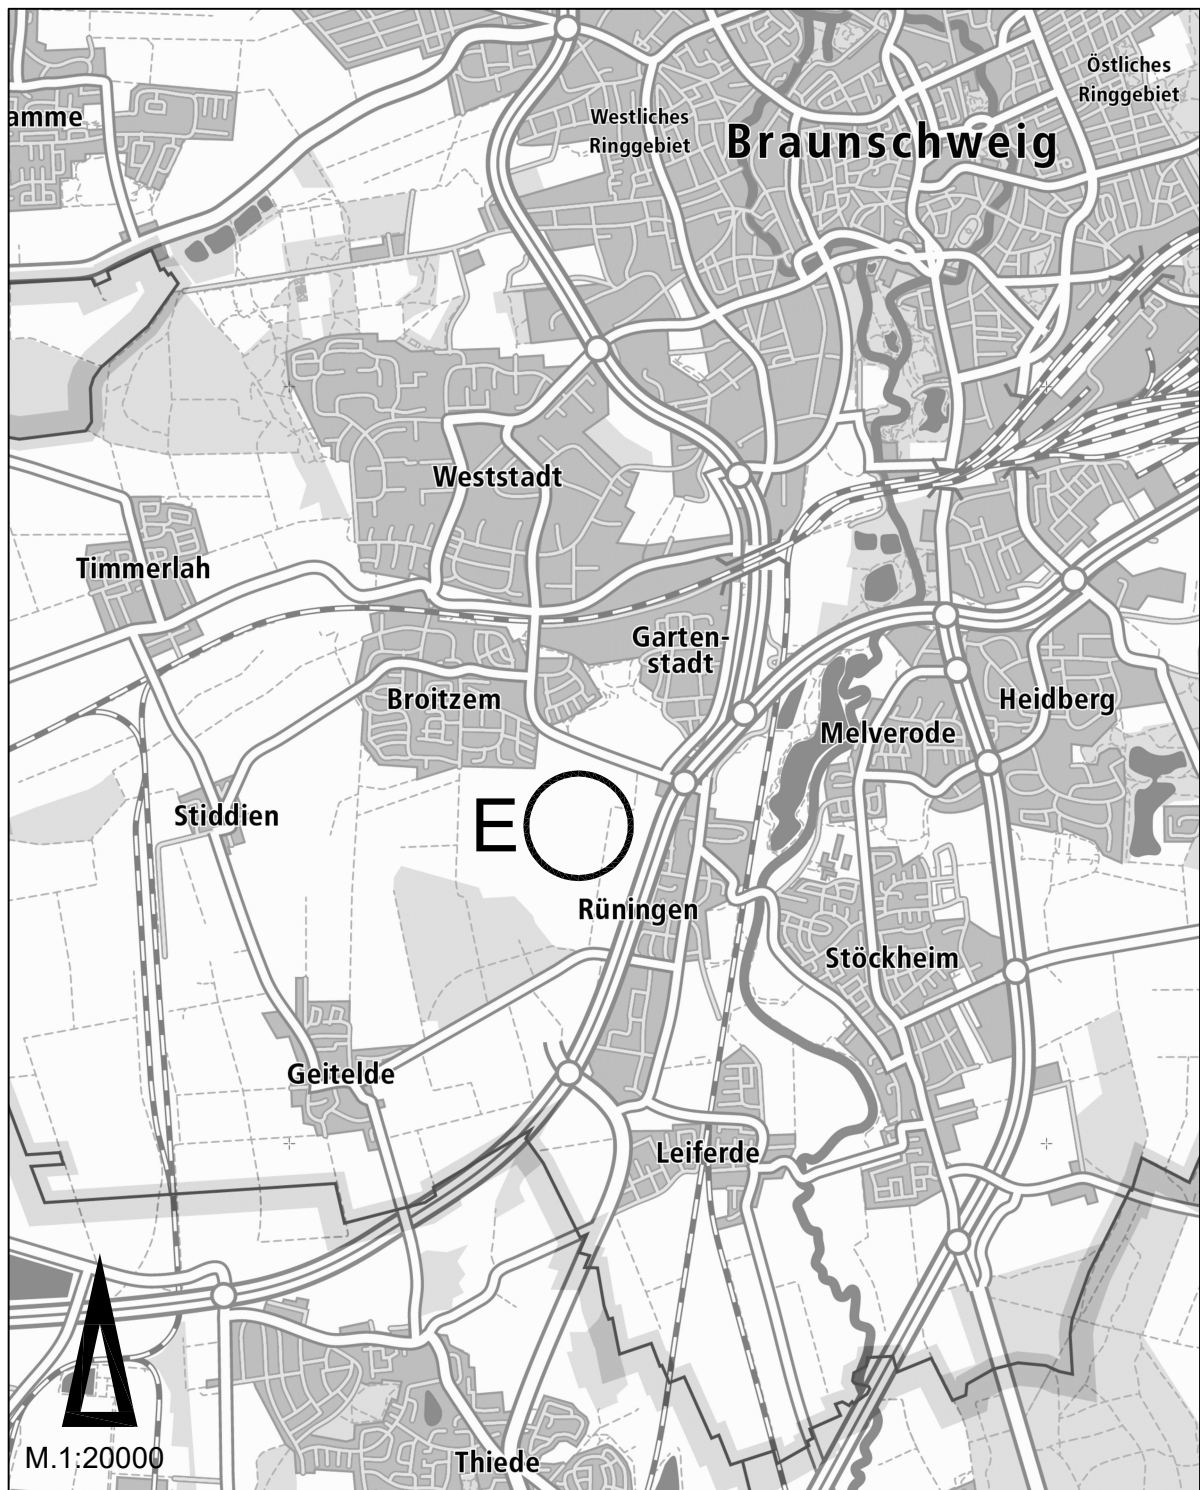 Östliches
Ringgebiet
amme
Westliches
Ringgebiet
Braunschweig
Weststadt
Timmerlah
Garten-
stadt
Broitzem
Heidberg
Melverode
Stiddien
E
Rüningen
Stöckheim
Geitelde
Leiferde
M.1:20000
Thiede